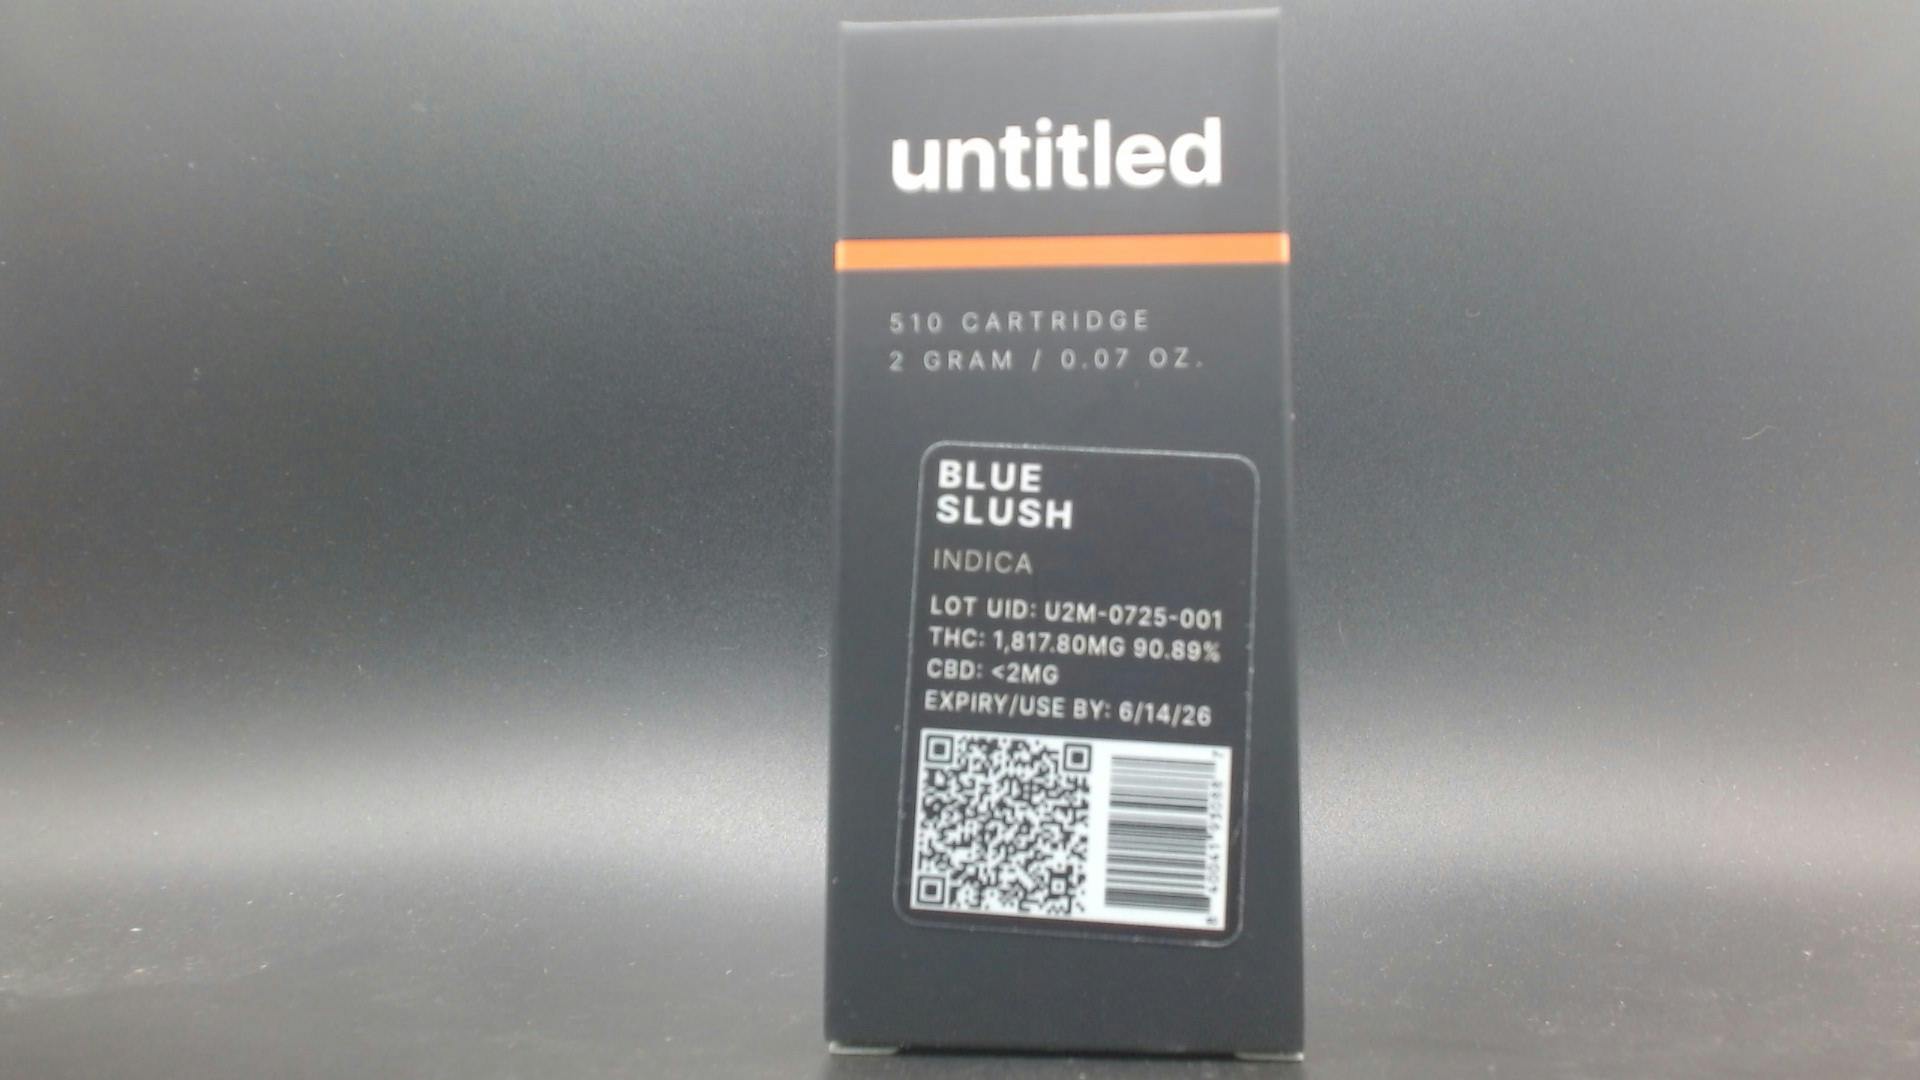 untitled
510 CARTRIDGE
2 GRAM / 0.07 OZ.
BLUE
SLUSH
INDICA
LOT UID: U2M-0725-001
THC: 1,817.80MG 90.89%
CBD: <2MG
EXPIRY/USE BY: 6/14/26